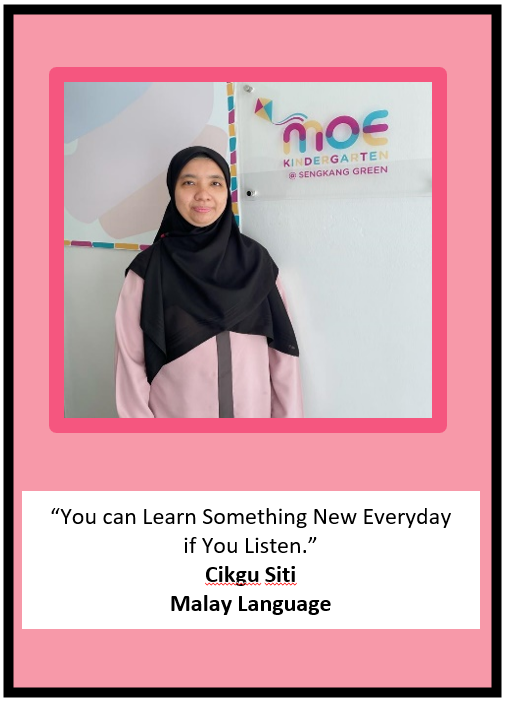 MOE
KINDERGARTEN
@ SENGKANG GREEN
“You can Learn Something New Everyday
if You Listen.”
Cikgu Siti
Malay Language